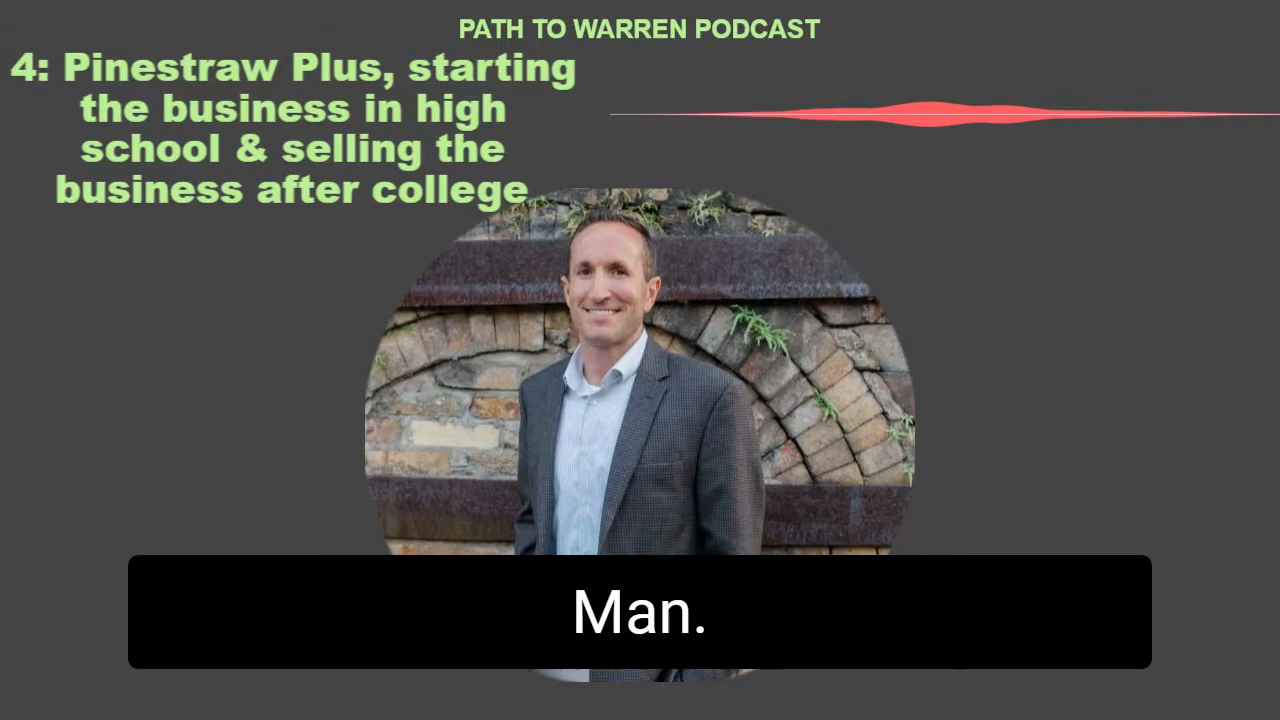 PATH TO WARREN PODCAST
4: Pinestraw Plus, starting
the business in high
school & selling the
business after college
Man.